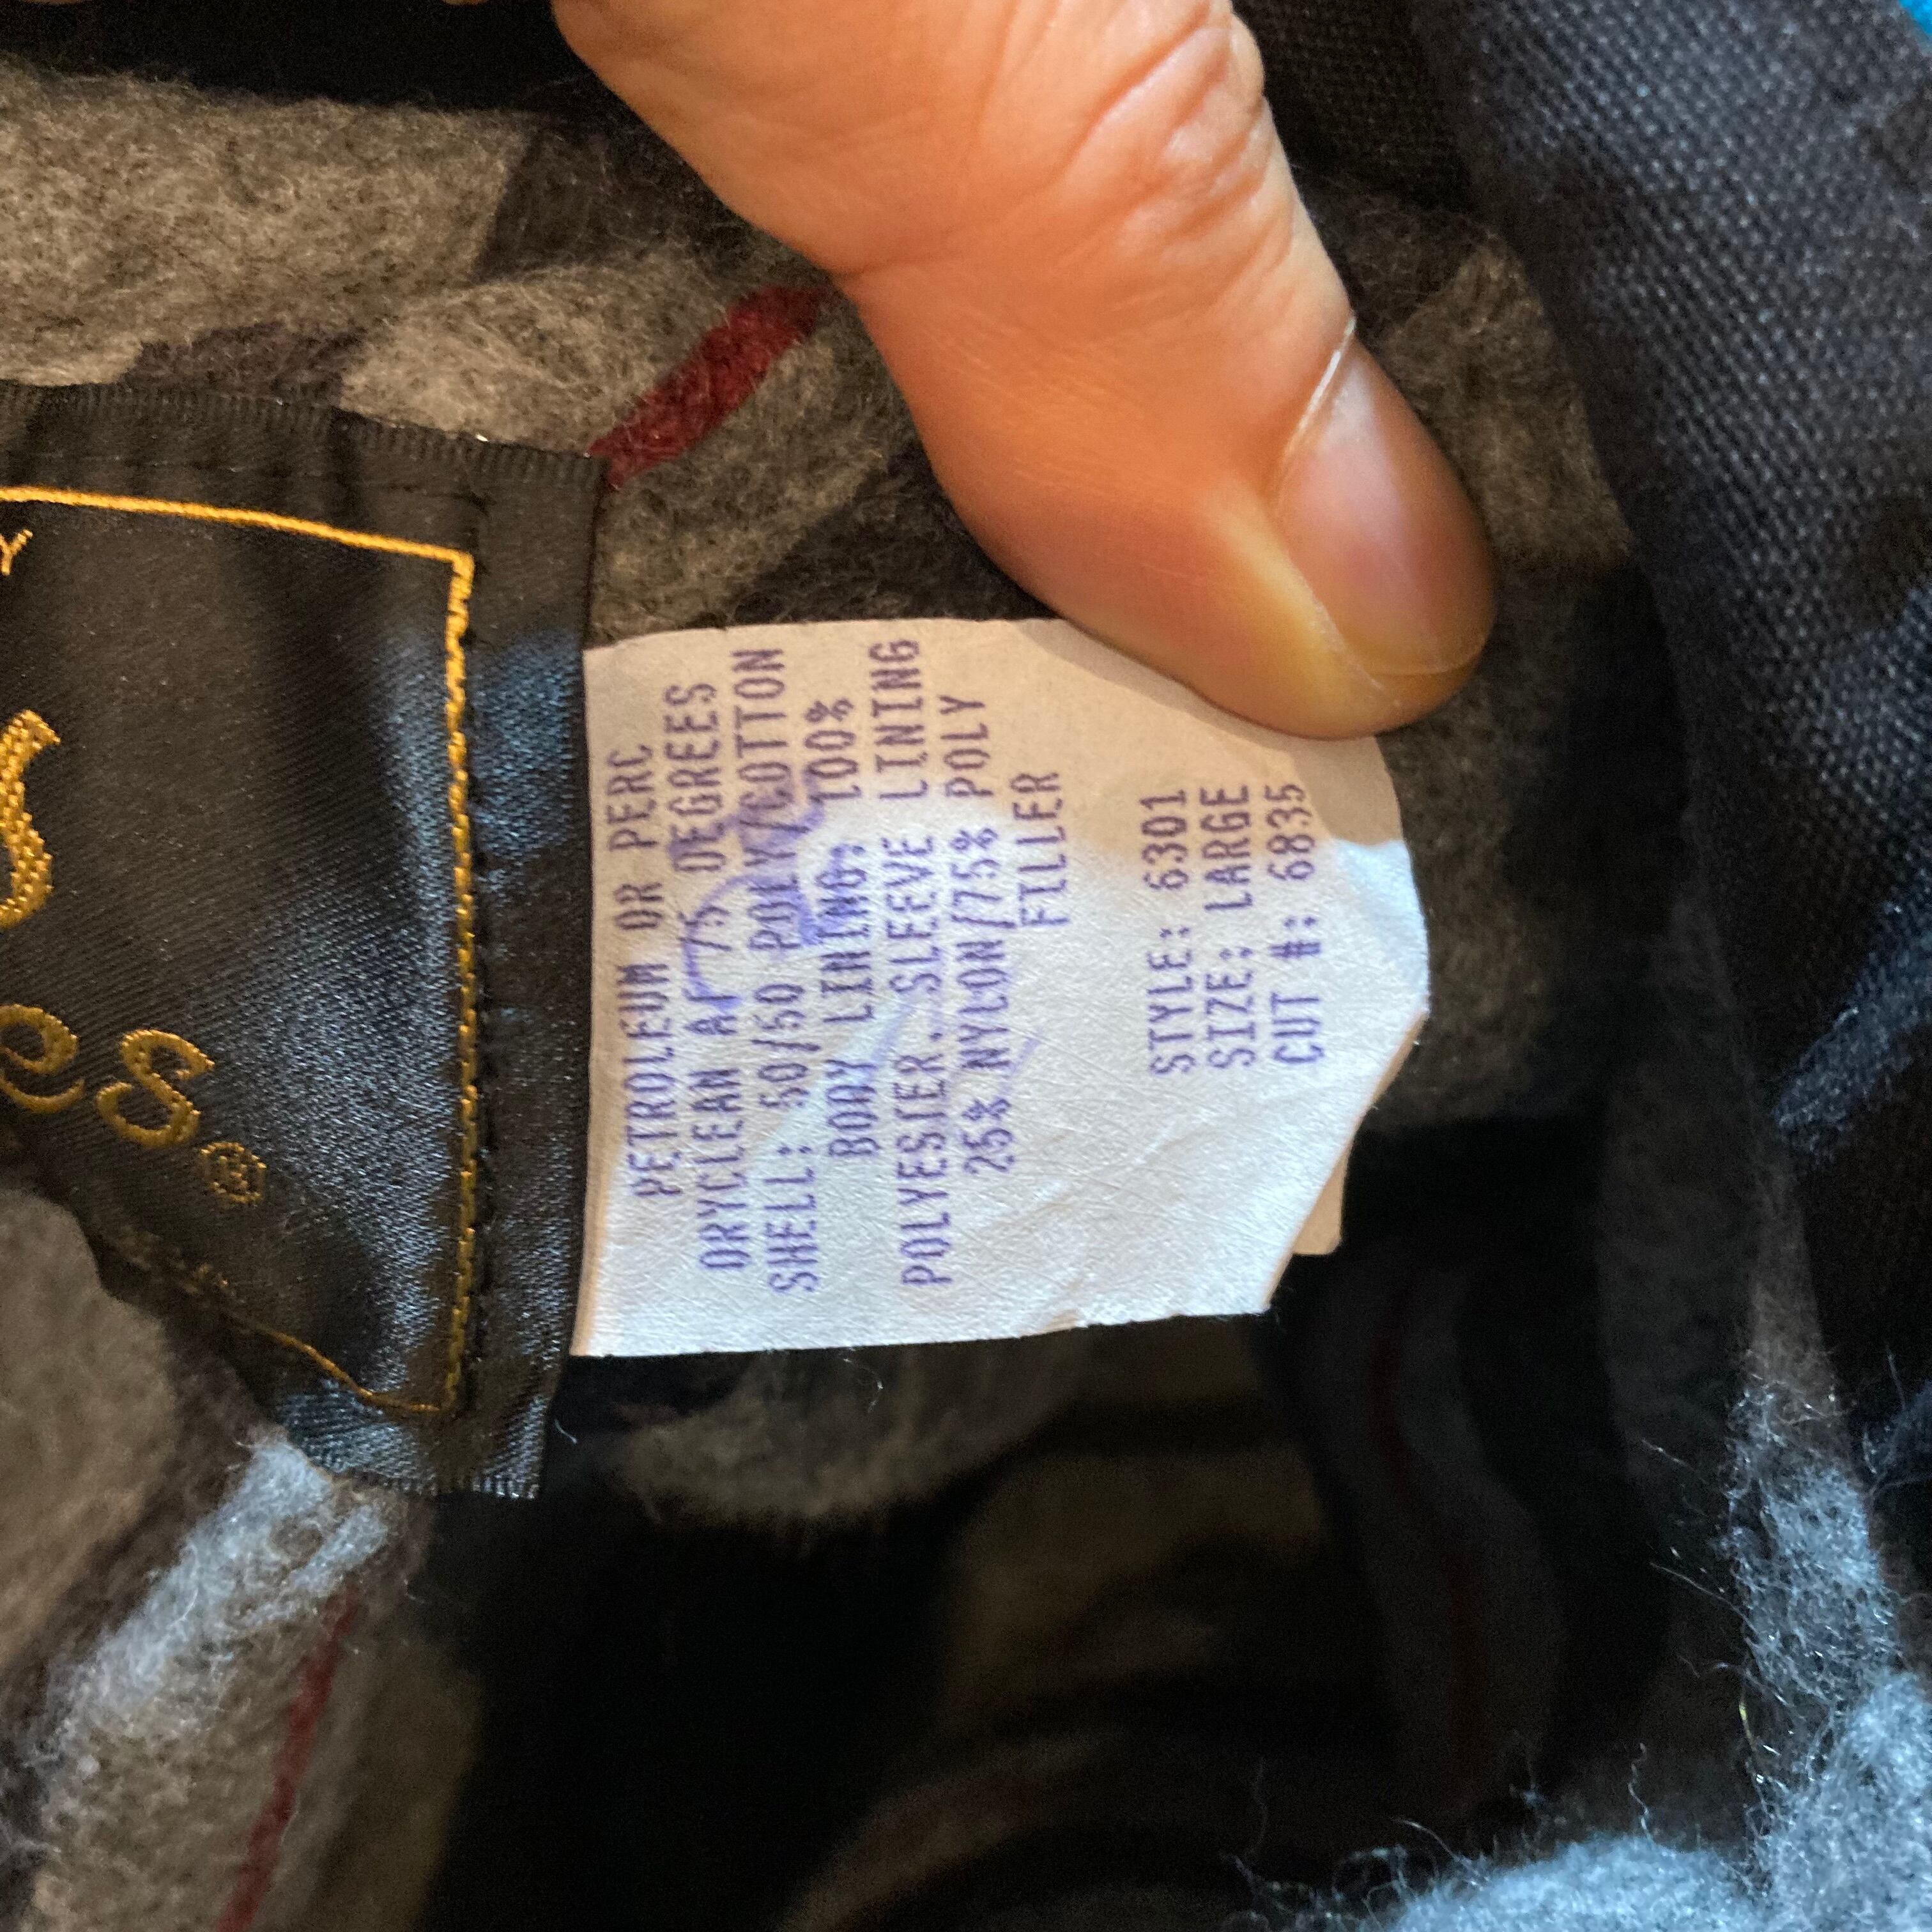 PETROLEUM OR PERC
DRYCLEAN AT 75 DEGREES
SHELL: 50/50 POLY/COTTON
BODY LINING: 100%
POLYESTER. SLEEVE LINING
25% NYLON/75% POLY
FILLER
STYLE: 6301
SIZE: LARGE
CUT #: 6835
Y
s
es®